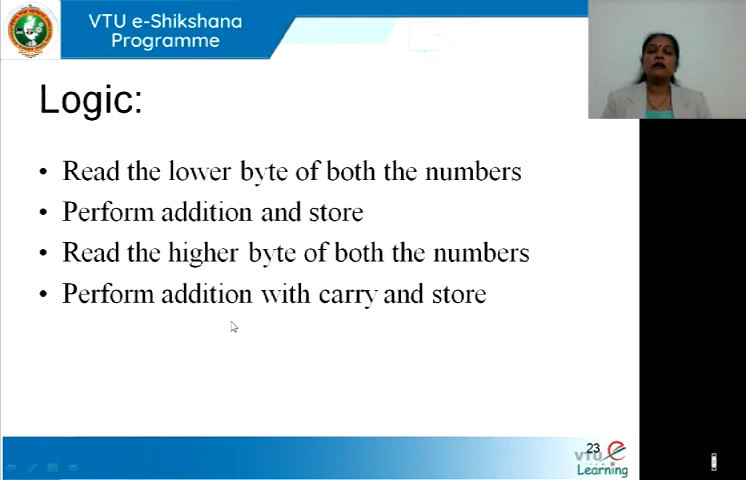 VTU e-Shikshana
Programme
Logic:
• Read the lower byte of both the numbers
• Perform addition and store
• Read the higher byte of both the numbers
• Perform addition with carry and store
23
VTU e
Learning